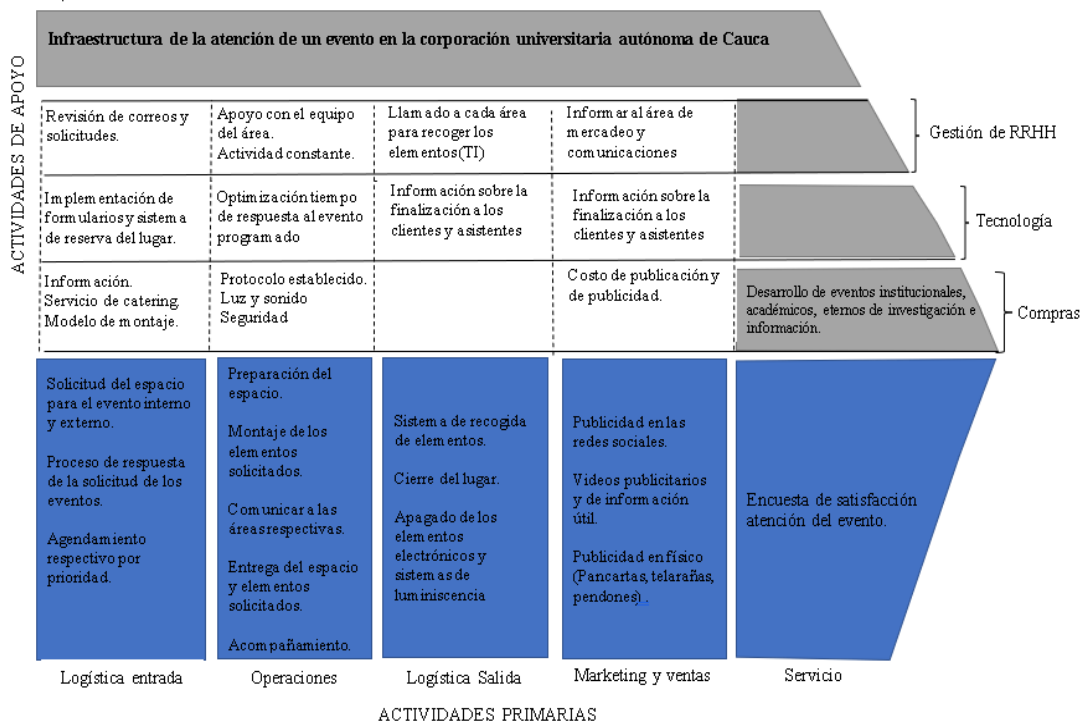 Infraestructura de la atención de un evento en la corporación universitaria autónoma de Cauca
ACTIVIDADES DE APOYO
Revisión de correos y
solicitudes.
Apoyo con el equipo
del área.
Actividad constante.
Llamado a cada área
para recoger los
elementos(TI)
Informar al área de
mercadeo y
comunicaciones
Gestión de RRHH
Implementación de
formularios y sistema
de reserva del lugar.
Optimización tiempo
de respuesta al evento
programado
Información sobre la
finalización a los
clientes y asistentes
Información sobre la
finalización a los
clientes y asistentes
Tecnología
Información.
Servicio de catering.
Modelo de montaje.
Protocolo establecido.
Luz y sonido
Seguridad
Costo de publicación y
de publicidad.
Desarrollo de eventos institucionales,
académicos, eternos de investigación e
información.
Compras
Solicitud del espacio
para el evento interno
y externo.
Proceso de respuesta
de la solicitud de los
eventos.
Agendamiento
respectivo por
prioridad.
Preparación del
espacio.
Montaje de los
elementos
solicitados.
Comunicar a las
áreas respectivas.
Entrega del espacio
y elementos
solicitados.
Acompañamiento.
Sistema de recogida
de elementos.
Cierre del lugar.
Apagado de los
elementos
electrónicos y
sistemas de
luminiscencia
Publicidad en las
redes sociales.
Videos publicitarios
y de información
útil.
Publicidad en físico
(Pancartas, telarañas,
pendones) .
Encuesta de satisfacción
atención del evento.
Logística entrada
Operaciones
Logística Salida
Marketing y ventas
Servicio
ACTIVIDADES PRIMARIAS